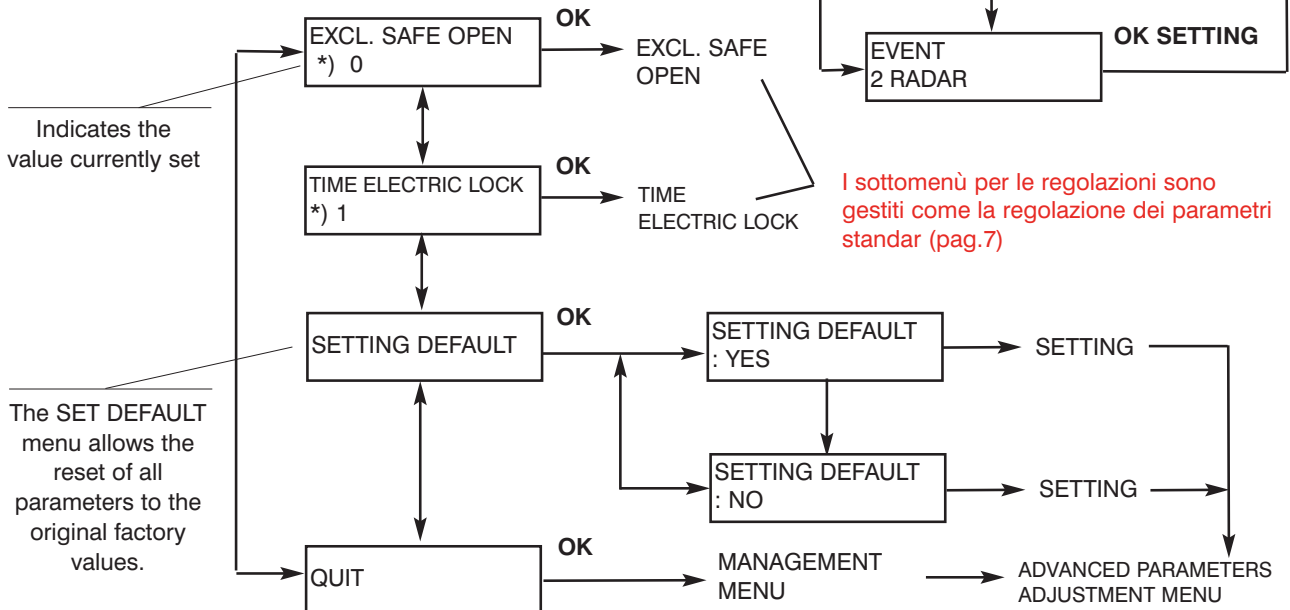 EXCL. SAFE OPEN
*) 0
OK
EXCL. SAFE
OPEN
EVENT
2 RADAR
OK SETTING
Indicates the
value currently set
TIME ELECTRIC LOCK
*) 1
OK
TIME
ELECTRIC LOCK
I sottomenù per le regolazioni sono
gestiti come la regolazione dei parametri
standar (pag.7)
SETTING DEFAULT
OK
SETTING DEFAULT
: YES
SETTING
The SET DEFAULT
menu allows the
reset of all
parameters to the
original factory
values.
SETTING DEFAULT
: NO
SETTING
QUIT
OK
MANAGEMENT
MENU
ADVANCED PARAMETERS
ADJUSTMENT MENU